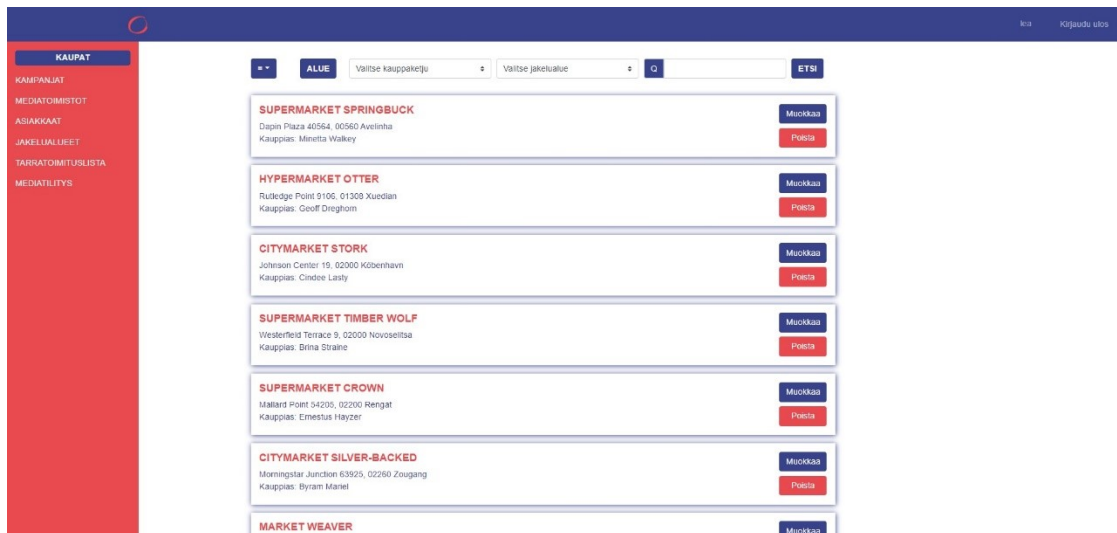 lea Kirjaudu ulos
KAUPAT
KAMPANJAT
MEDIATOIMISTOT
ASIAKKAAT
JAKELUALUEET
TARRATOIMITUSLISTA
MEDIATILITYS
ALUE Valitse kauppaketju Valitse jakelualue Q ETSI
SUPERMARKET SPRINGBUCK
Dapin Plaza 40564, 00560 Avelinha
Kauppias: Minetta Walkey
Muokkaa
Poista
HYPERMARKET OTTER
Rutledge Point 9106, 01308 Xuedian
Kauppias: Geoff Dreghorn
Muokkaa
Poista
CITYMARKET STORK
Johnson Center 19, 02000 Köbenhavn
Kauppias: Cindee Lasty
Muokkaa
Poista
SUPERMARKET TIMBER WOLF
Westerfield Terrace 9, 02000 Novoselitsa
Kauppias: Brina Straine
Muokkaa
Poista
SUPERMARKET CROWN
Mallard Point 54205, 02200 Rengat
Kauppias: Ernestus Hayzer
Muokkaa
Poista
CITYMARKET SILVER-BACKED
Morningstar Junction 63925, 02260 Zougang
Kauppias: Byram Manel
Muokkaa
Poista
MARKET WEAVER
Muokkaa